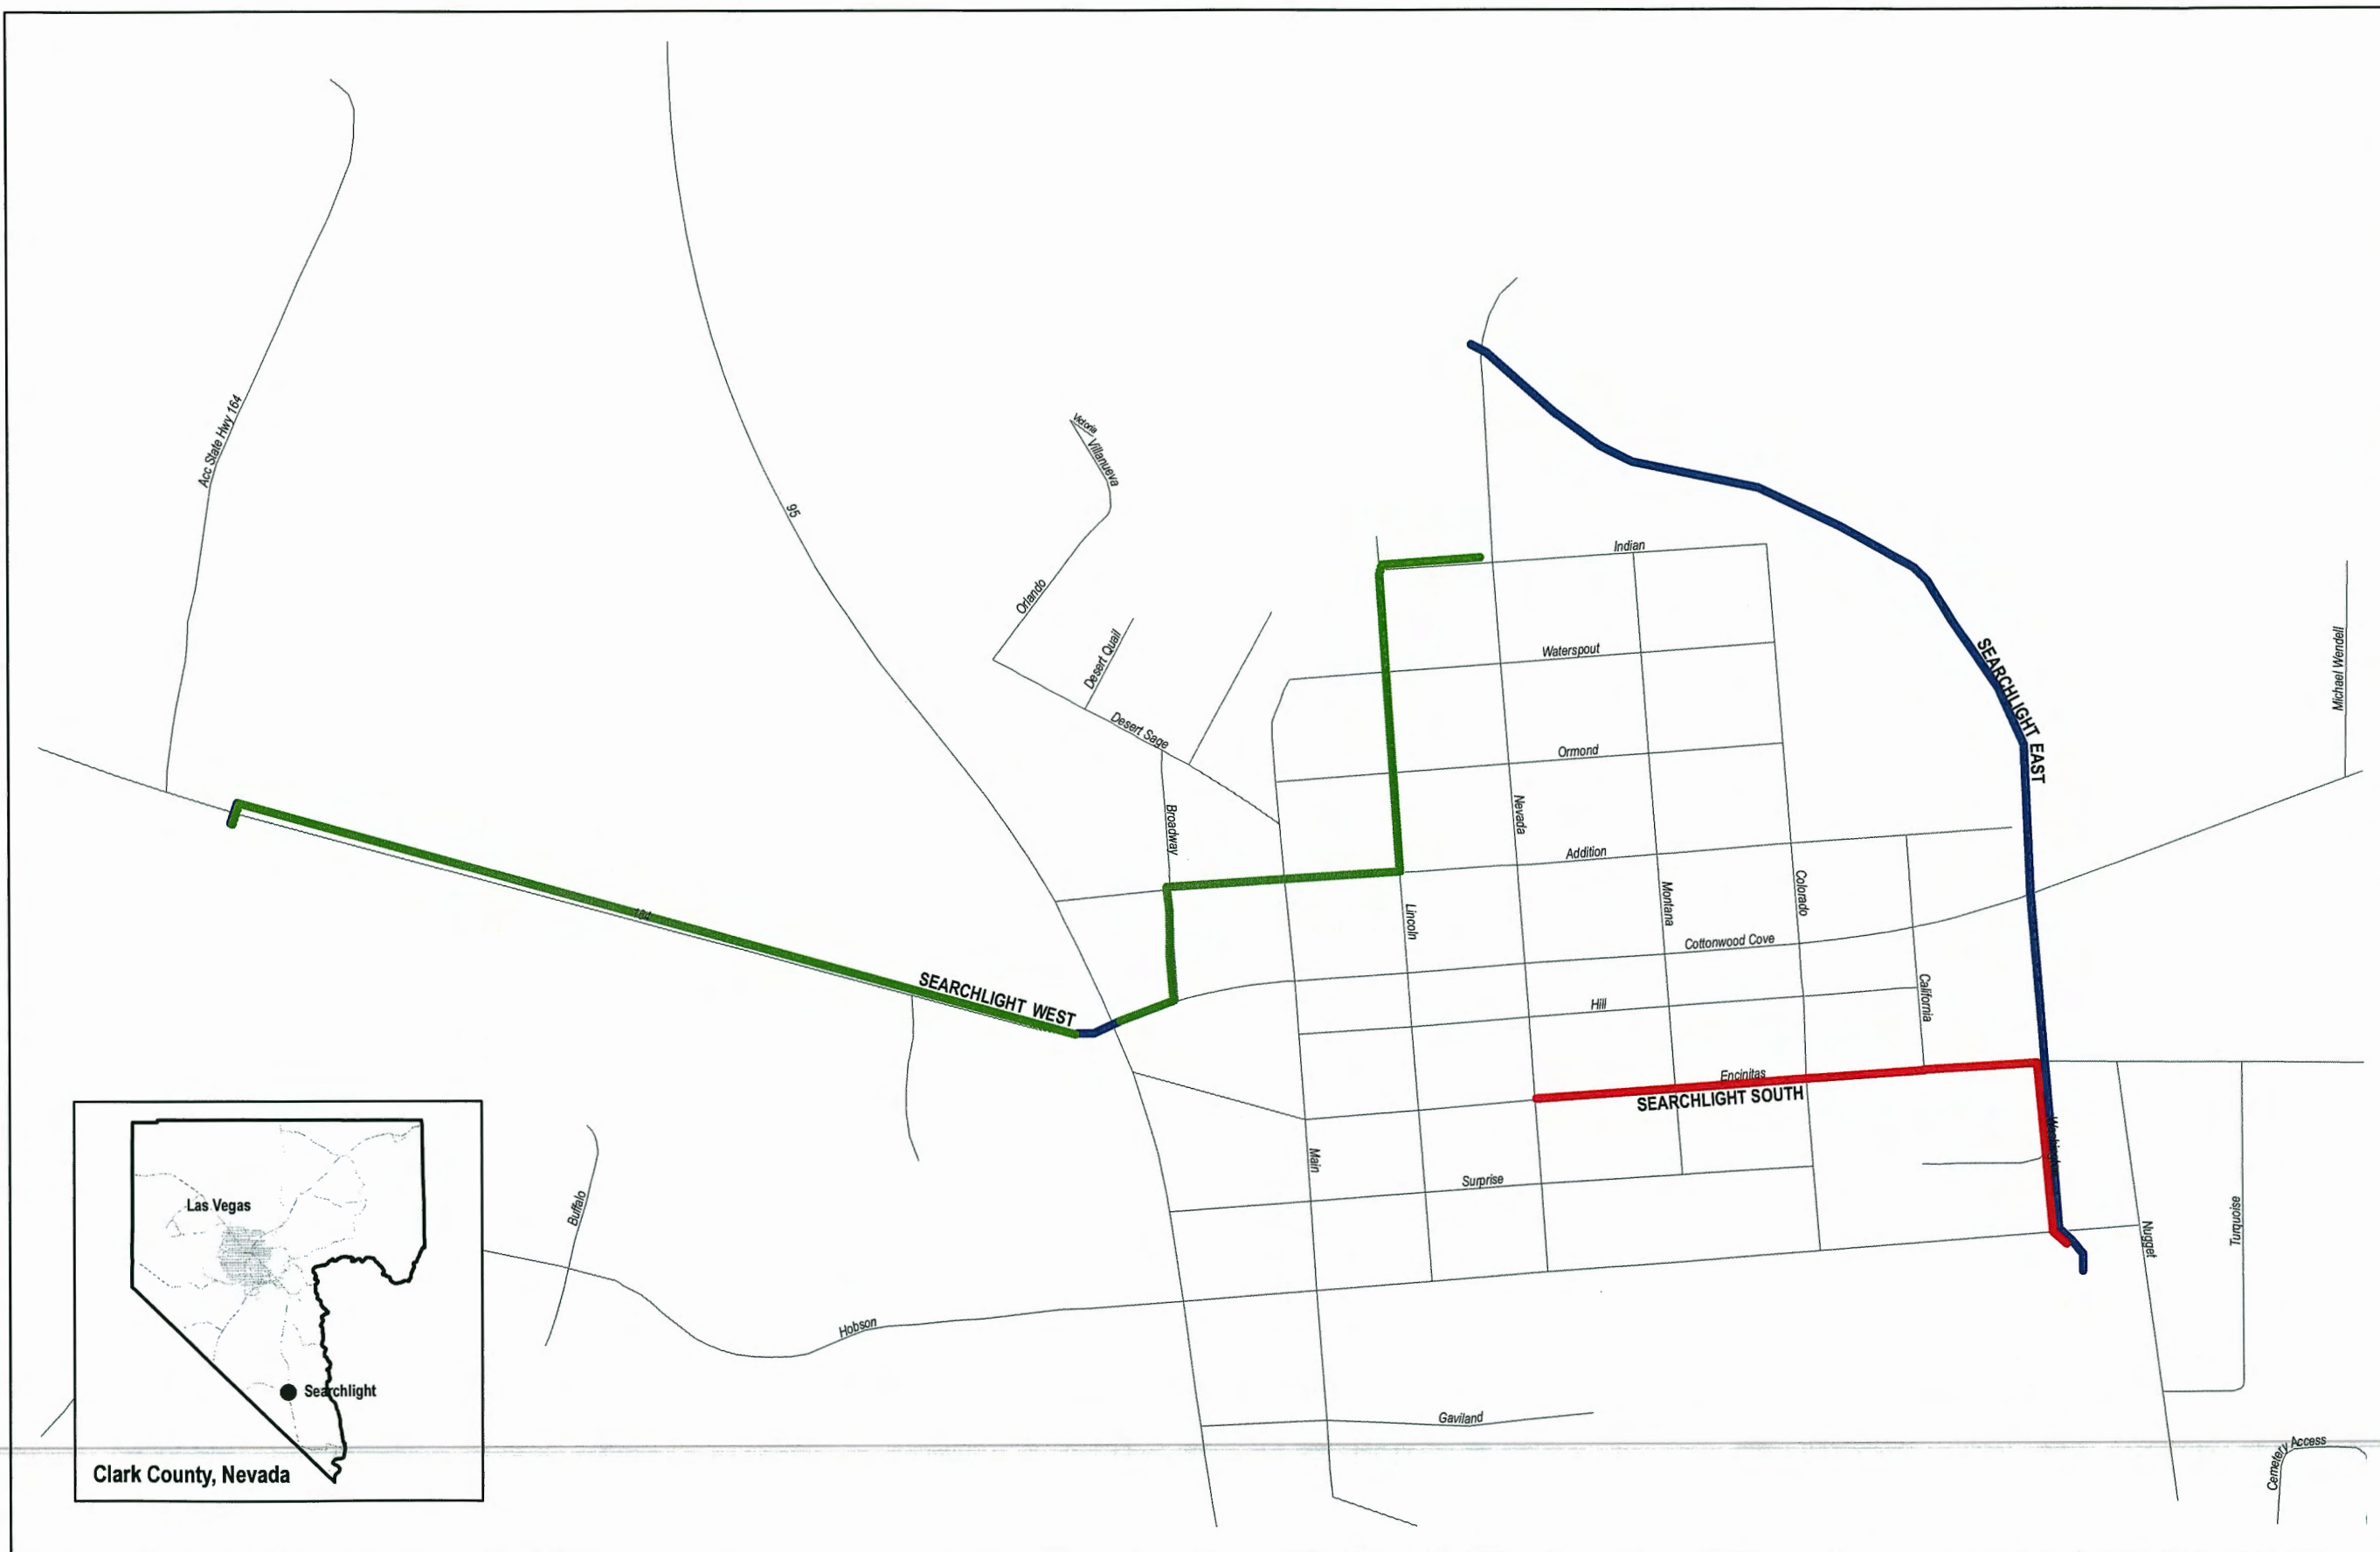 Acc State Hwy 164
95
Victoria
Villanueva
Orlando
Desert Quail
Desert Sage
Broadway
Indian
Waterspout
Ormond
Nevada
Addition
Lincoln
Montana
Colorado
Cottonwood Cove
Hill
California
SEARCHLIGHT EAST
Michael Wendell
164
SEARCHLIGHT WEST
Encinitas
SEARCHLIGHT SOUTH
Washington
Main
Surprise
Buffalo
Hobson
Nugget
Turquoise
Gaviland
Cemetery Access
Las Vegas
Searchlight
Clark County, Nevada